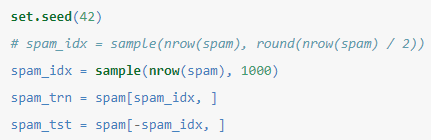 set.seed(42)
# spam_idx = sample(nrow(spam), round(nrow(spam) / 2))
spam_idx = sample(nrow(spam), 1000)
spam_trn = spam[spam_idx, ]
spam_tst = spam[-spam_idx, ]